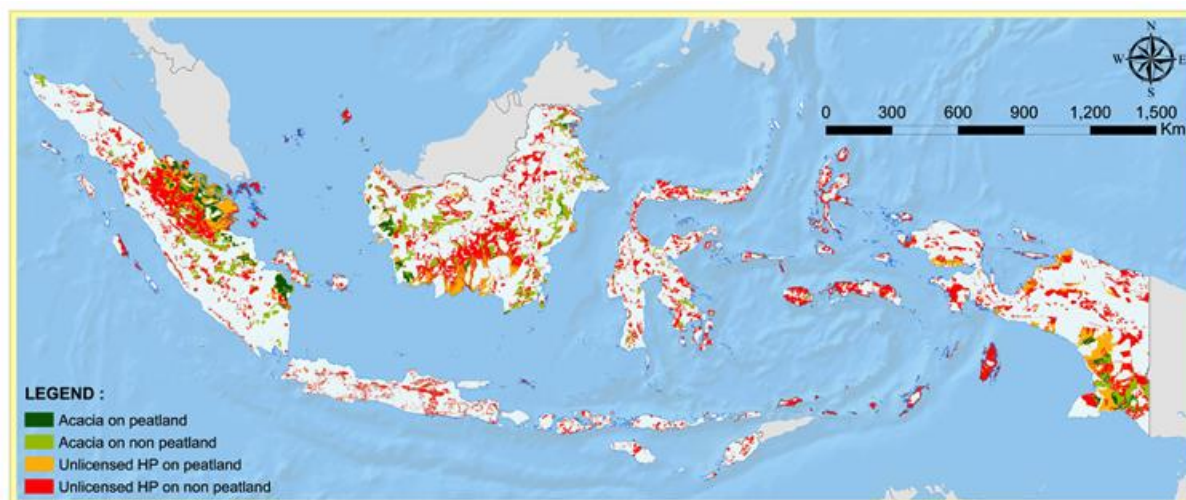 N
W E
S
0 300 600 900 1,200 1,500
Km
LEGEND :
Acacia on peatland
Acacia on non peatland
Unlicensed HP on peatland
Unlicensed HP on non peatland